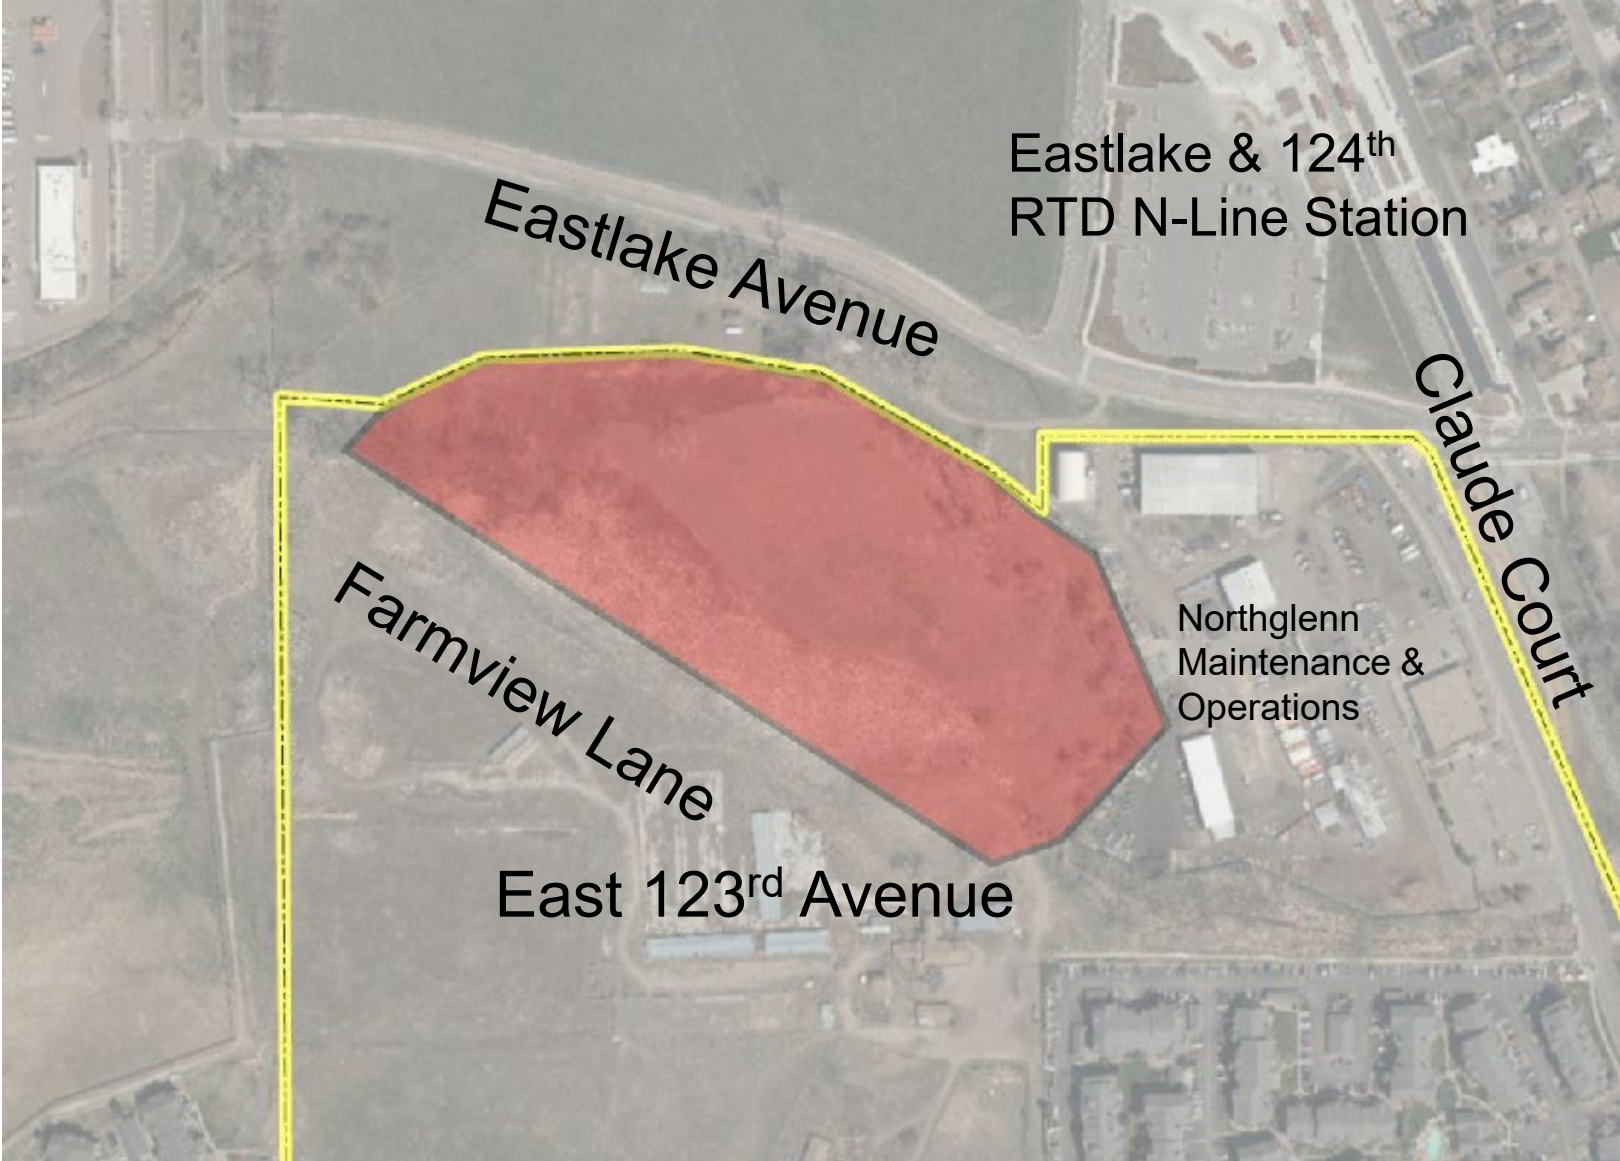 Eastlake & 124th
RTD N-Line Station
Eastlake Avenue
Claude Court
Farmview Lane
Northglenn
Maintenance &
Operations
East 123rd Avenue